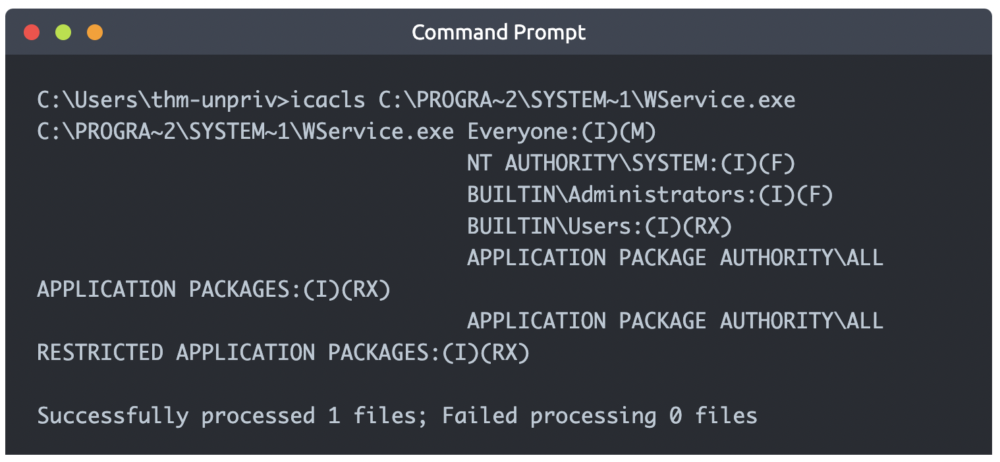 Command Prompt
C:\Users\thm-unpriv>icacls C:\PROGRA~2\SYSTEM~1\WService.exe
C:\PROGRA~2\SYSTEM~1\WService.exe Everyone:(I)(M)
NT AUTHORITY\SYSTEM:(I)(F)
BUILTIN\Administrators:(I)(F)
BUILTIN\Users:(I)(RX)
APPLICATION PACKAGE AUTHORITY\ALL
APPLICATION PACKAGES:(I)(RX)
APPLICATION PACKAGE AUTHORITY\ALL
RESTRICTED APPLICATION PACKAGES:(I)(RX)
Successfully processed 1 files; Failed processing 0 files